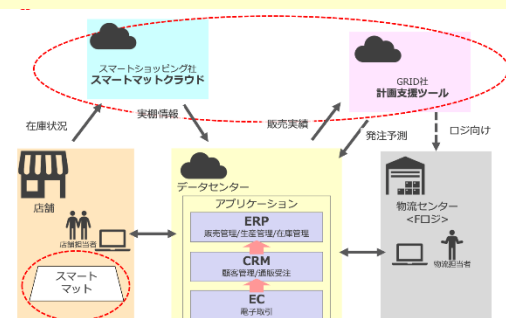 スマートショッピング社
スマートマットクラウド
GRID社
計画支援ツール
在庫状況
実棚情報
販売実績
発注予測
ロジ向け
店舗
店舗担当者
スマート
マット
データセンター
アプリケーション
ERP
販売管理/生産管理/在庫管理
CRM
顧客管理/通販受注
EC
電子取引
物流センター
<Fロジ>
物流担当者